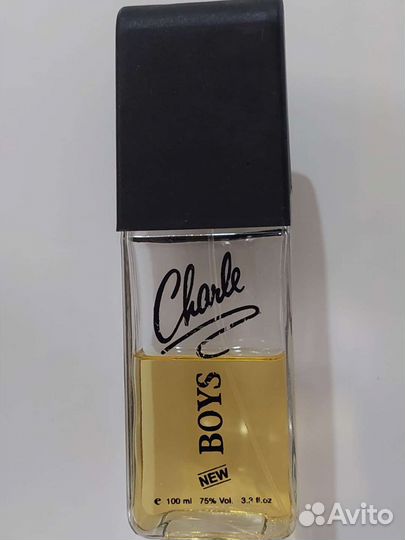 Charle
BOYS
NEW
℮ 100 ml 75% Vol. 3.3 fl.oz
Avito